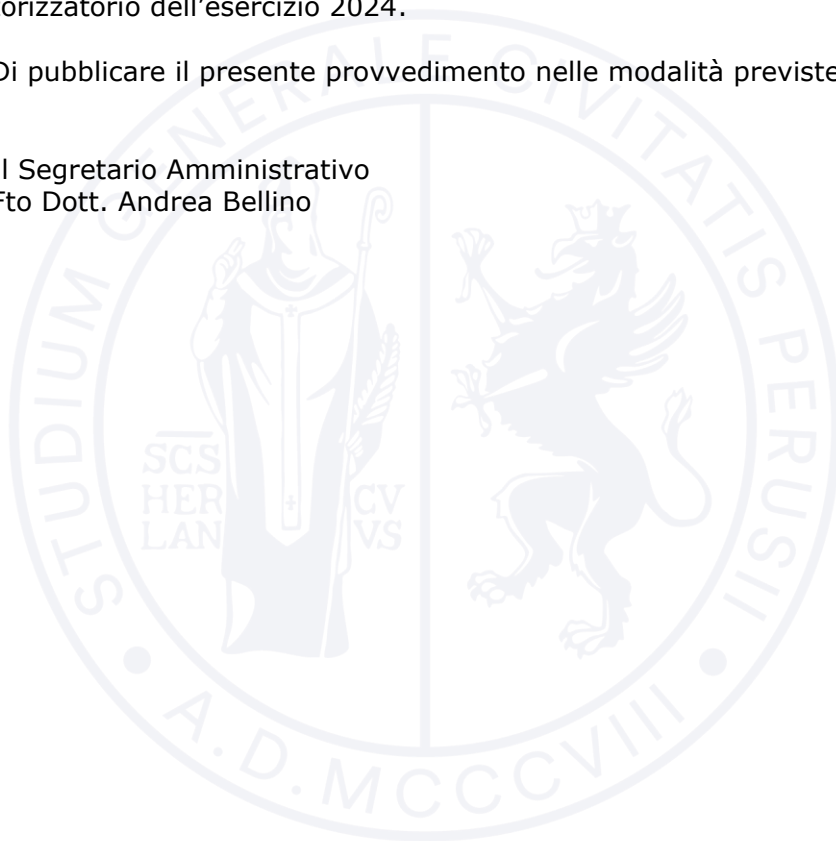 orizzatorio dell'esercizio 2024.
Di pubblicare il presente provvedimento nelle modalità previste
l Segretario Amministrativo
Fto Dott. Andrea Bellino
STUDIUM GENERALE CIVITATIS PERUSII
SCS
HER CV
LAN VS
A.D. MCCCVIII